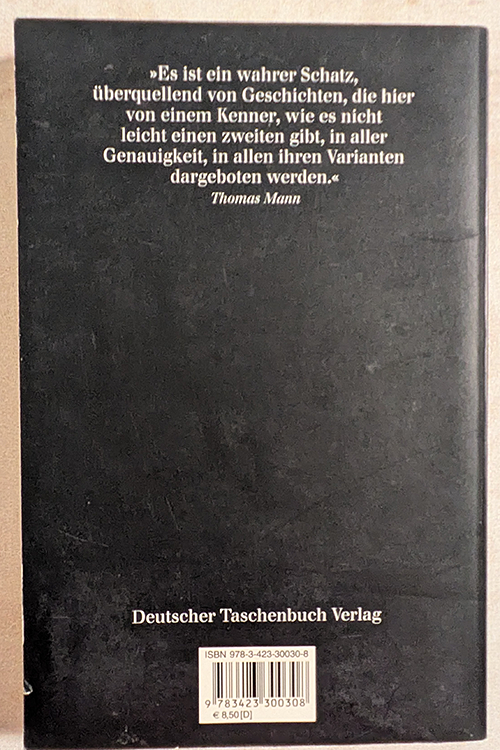 »Es ist ein wahrer Schatz,
überquellend von Geschichten, die hier
von einem Kenner, wie es nicht
leicht einen zweiten gibt, in aller
Genauigkeit, in allen ihren Varianten
dargeboten werden.«
Thomas Mann
Deutscher Taschenbuch Verlag
ISBN 978-3-423-30030-8
9 783423 300308
€ 8,50 [D]